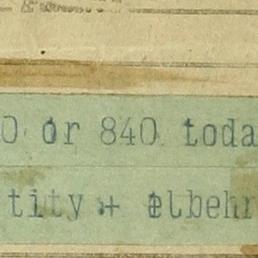 0 or 840 toda
tity + elbehr